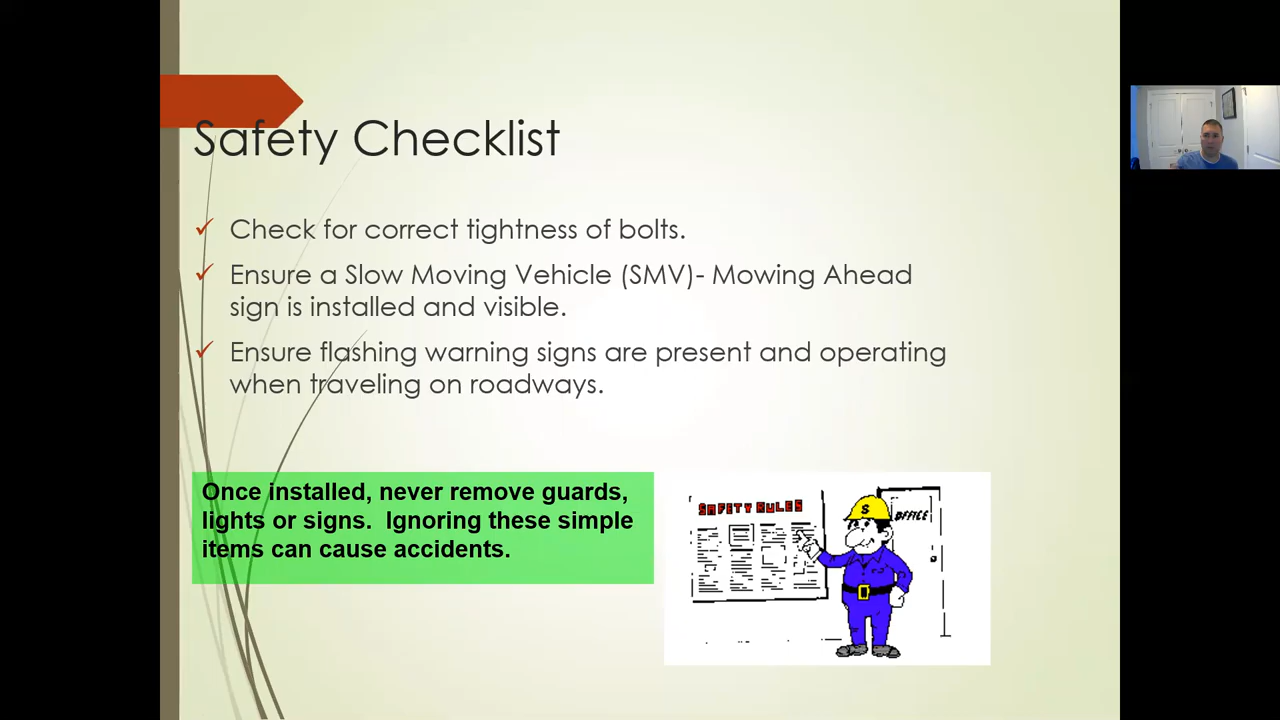 Safety Checklist
Check for correct tightness of bolts.
Ensure a Slow Moving Vehicle (SMV)- Mowing Ahead
sign is installed and visible.
Ensure flashing warning signs are present and operating
when traveling on roadways.
Once installed, never remove guards,
lights or signs.  Ignoring these simple
items can cause accidents.
SAFETY RULES
S
OFFICE